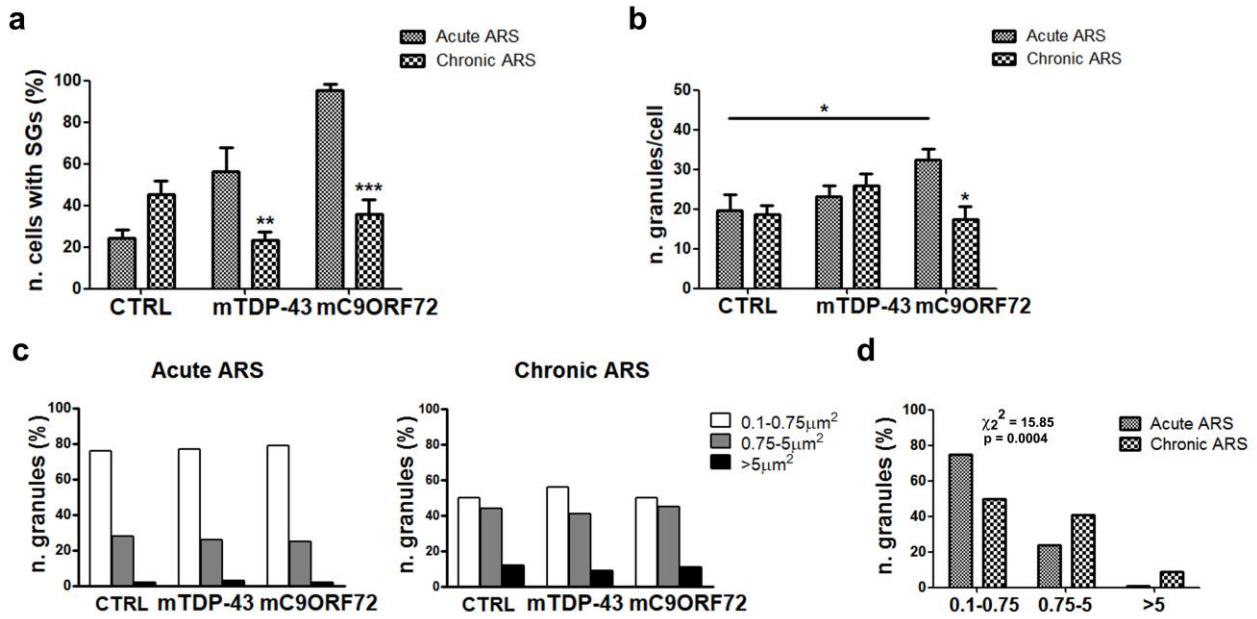 a
Acute ARS
Chronic ARS
n. cells with SGs (%)
100
80
60
40
20
0
**
***
CTRL mTDP-43 mC9ORF72
b
Acute ARS
Chronic ARS
n. granules/cell
50
40
30
20
10
0
*
*
CTRL mTDP-43 mC9ORF72
c
Acute ARS
n. granules (%)
100
80
60
40
20
0
CTRL mTDP-43 mC9ORF72
Chronic ARS
n. granules (%)
100
80
60
40
20
0
CTRL mTDP-43 mC9ORF72
0.1-0.75μm²
0.75-5μm²
>5μm²
d
n. granules (%)
100
80
60
40
20
0
χ₂² = 15.85
p = 0.0004
Acute ARS
Chronic ARS
0.1-0.75 0.75-5 >5